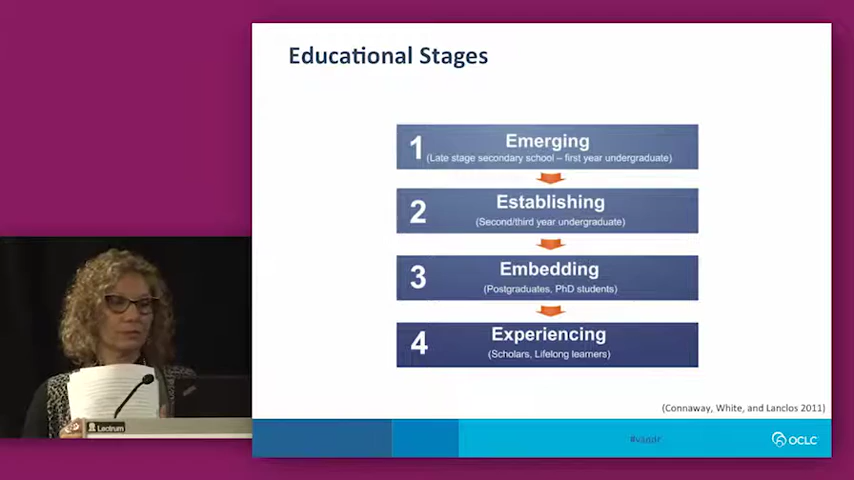 Educational Stages
1 Emerging
(Late stage secondary school – first year undergraduate)
2 Establishing
(Second/third year undergraduate)
3 Embedding
(Postgraduates, PhD students)
4 Experiencing
(Scholars, Lifelong learners)
(Connaway, White, and Lanclos 2011)
#vandr
OCLC
Lectrum